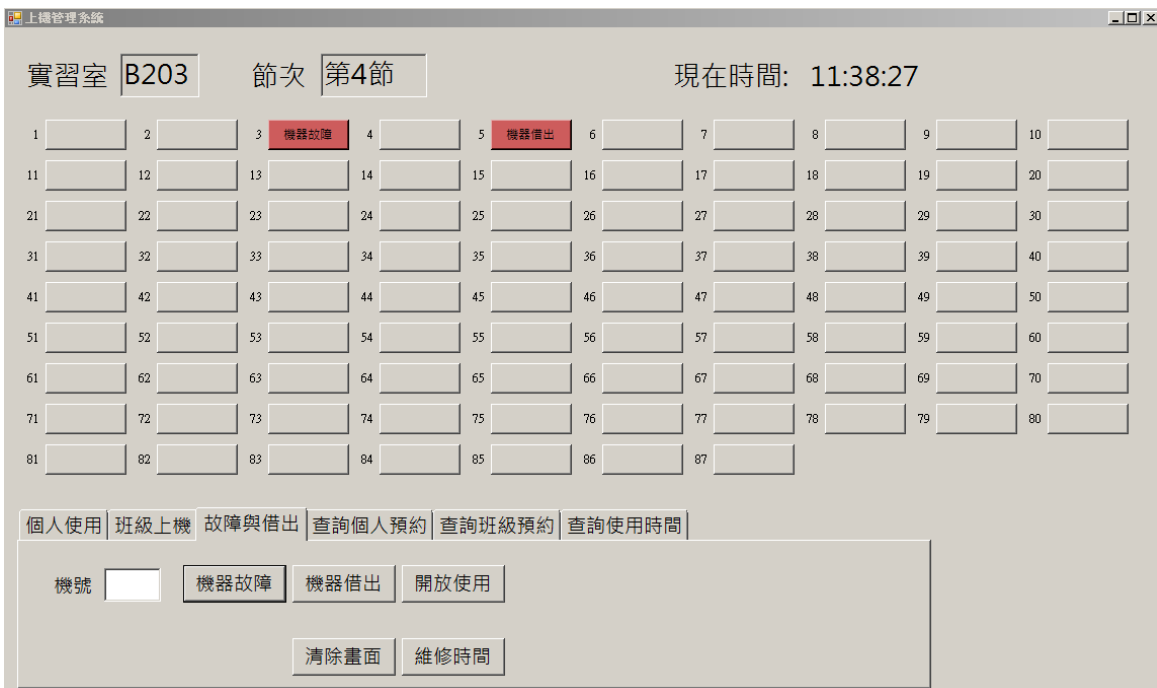 上機管理系統
實習室 B203 節次 第4節 現在時間: 11:38:27
1 2 3 機器故障 4 5 機器借出 6 7 8 9 10
11 12 13 14 15 16 17 18 19 20
21 22 23 24 25 26 27 28 29 30
31 32 33 34 35 36 37 38 39 40
41 42 43 44 45 46 47 48 49 50
51 52 53 54 55 56 57 58 59 60
61 62 63 64 65 66 67 68 69 70
71 72 73 74 75 76 77 78 79 80
81 82 83 84 85 86 87
個人使用 班級上機 故障與借出 查詢個人預約 查詢班級預約 查詢使用時間
機號 機器故障 機器借出 開放使用
清除畫面 維修時間